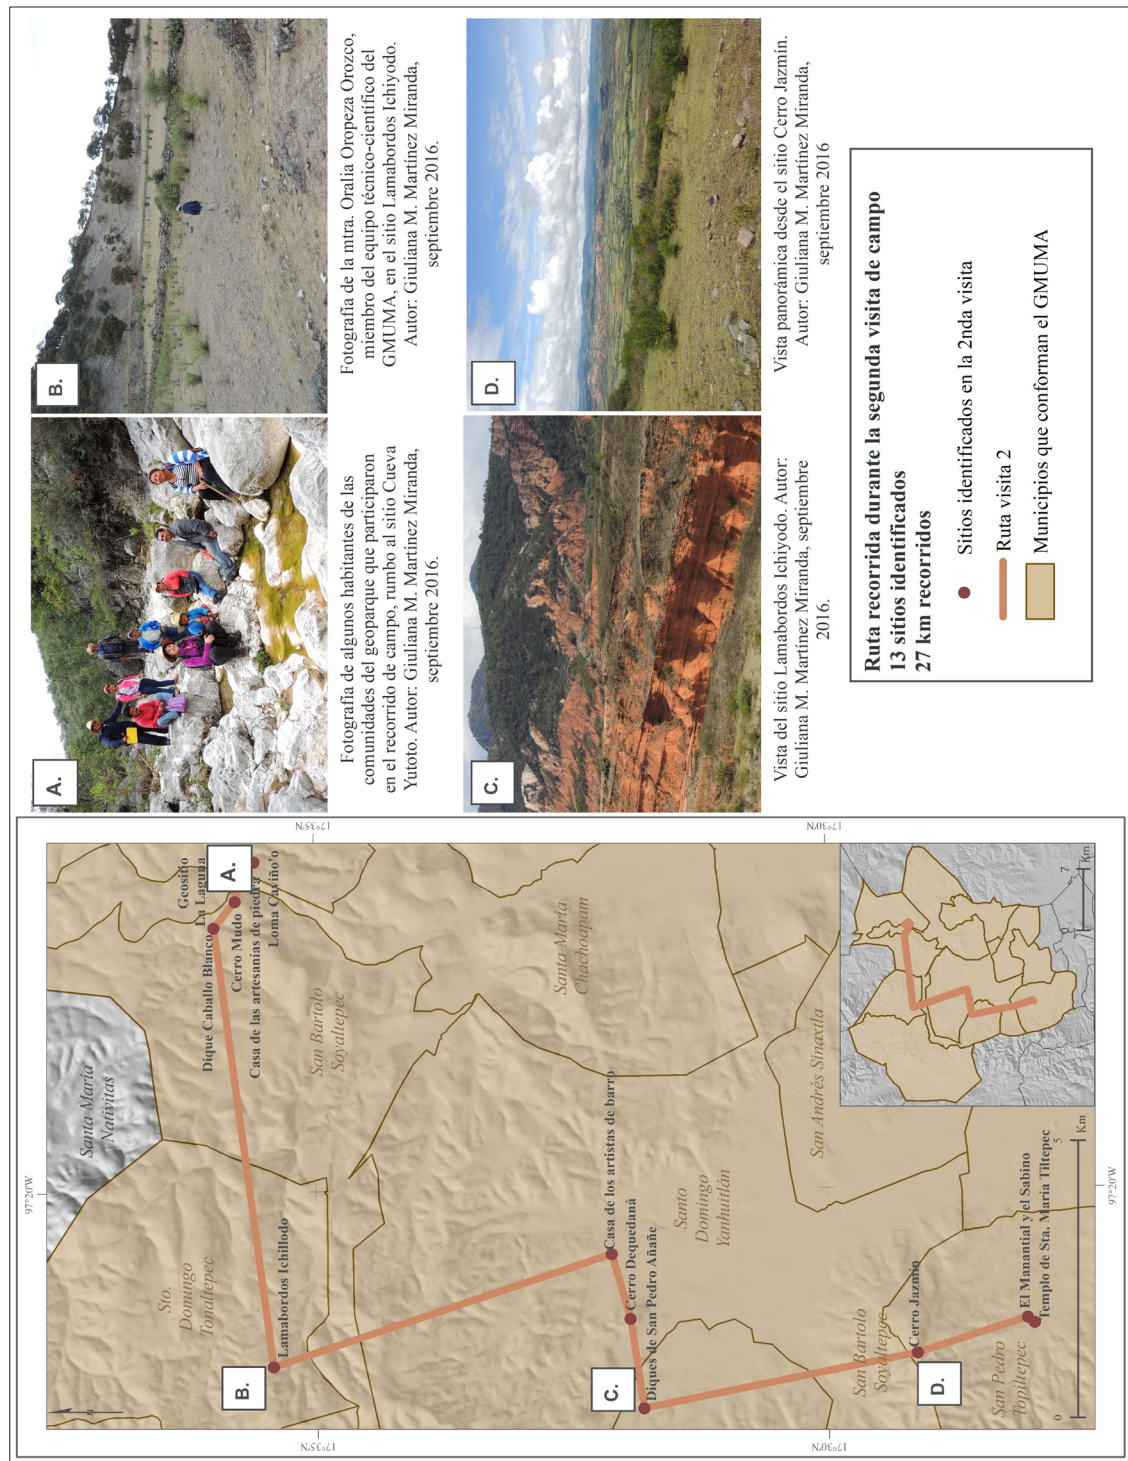 97°20'W
Santa María
Nativitas
Sto.
Domingo
Tonaltepec
Geositio
La Laguna
Dique Caballo Blanco
A.
Cerro Mudo
Casa de las artesanías de piedra
Loma Caviño'o
B.
Lamabordos Ichillodo
17°35'N
17°35'N
San Bartolo
Soyaltepec
Santa María
Chachoapam
Casa de los artistas de barro
Cerro Dequedaná
C.
Diques de San Pedro Añañe
Santo
Domingo
Yanhuitlán
17°30'N
17°30'N
San Andrés Sinaxtla
San Bartolo
Soyaltepec
Cerro Jazmín
D.
San Pedro
Topiltepec
El Manantial y el Sabino
Templo de Sta. María Tiltepec
0 5
Km
0 7
Km
97°20'W
A.
Fotografía de algunos habitantes de las
comunidades del geoparque que participaron
en el recorrido de campo, rumbo al sitio Cueva
Yutoto. Autor: Giuliana M. Martínez Miranda,
septiembre 2016.
B.
Fotografía de la mtra. Oralia Oropeza Orozco,
miembro del equipo técnico-científico del
GMUMA, en el sitio Lamabordos Ichiyodo.
Autor: Giuliana M. Martínez Miranda,
septiembre 2016.
C.
Vista del sitio Lamabordos Ichiyodo. Autor:
Giuliana M. Martínez Miranda, septiembre
2016.
D.
Vista panorámica desde el sitio Cerro Jazmín.
Autor: Giuliana M. Martínez Miranda,
septiembre 2016
Ruta recorrida durante la segunda visita de campo
13 sitios identificados
27 km recorridos
Sitios identificados en la 2nda visita
Ruta visita 2
Municipios que conforman el GMUMA